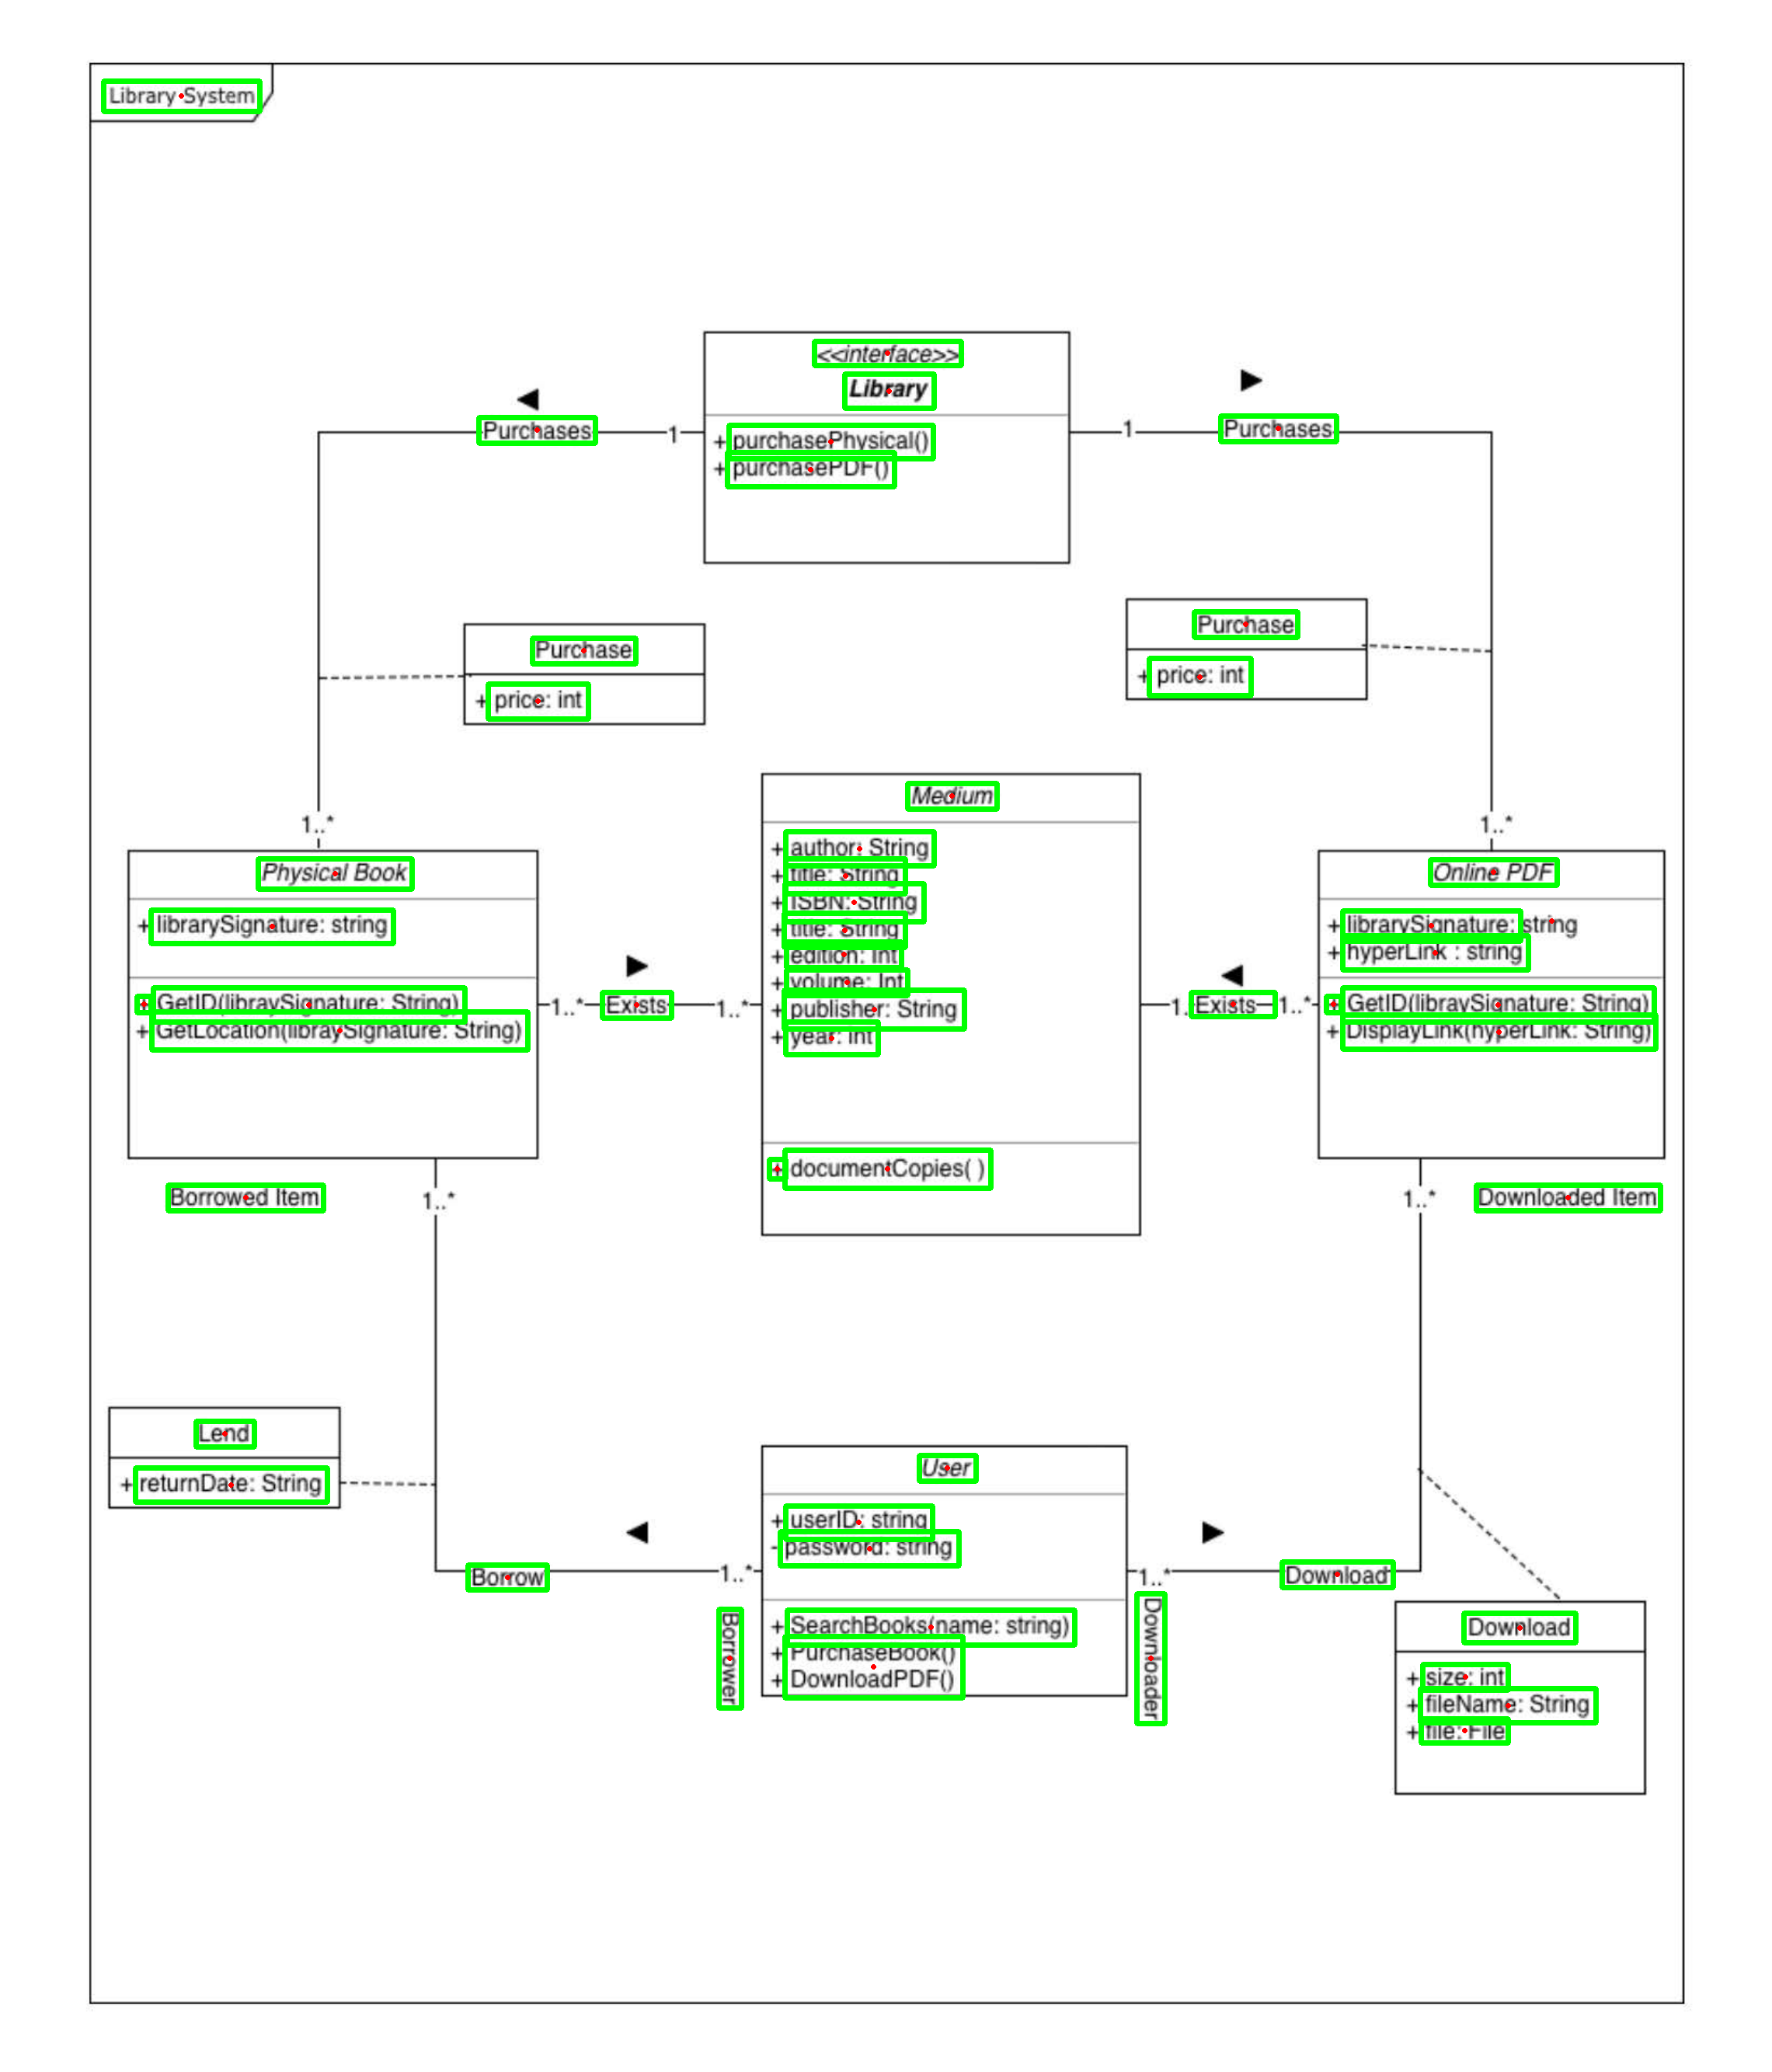 Library System
<<interface>>
Library
+ purchasePhysical()
+ purchasePDF()
Purchases
1
1
Purchases
Purchase
+ price: int
Purchase
+ price: int
1..*
1..*
Physical Book
+ librarySignature: string
+ GetID(libraySignature: String)
+ GetLocation(libraySignature: String)
1..*
Exists
1..*
Medium
+ author: String
+ title: String
+ ISBN: String
+ title: String
+ edition: Int
+ volume: Int
+ publisher: String
+ year: Int
+ documentCopies( )
1..
Exists
1..*
Online PDF
+ librarySignature: string
+ hyperLink : string
+ GetID(libraySignature: String)
+ DisplayLink(hyperLink: String)
Borrowed Item
1..*
1..*
Downloaded Item
Lend
+ returnDate: String
Borrow
1..*
Borrower
User
+ userID: string
- password: string
+ SearchBooks(name: string)
+ PurchaseBook()
+ DownloadPDF()
1..*
Downloader
Download
Download
+ size: int
+ fileName: String
+ file: File